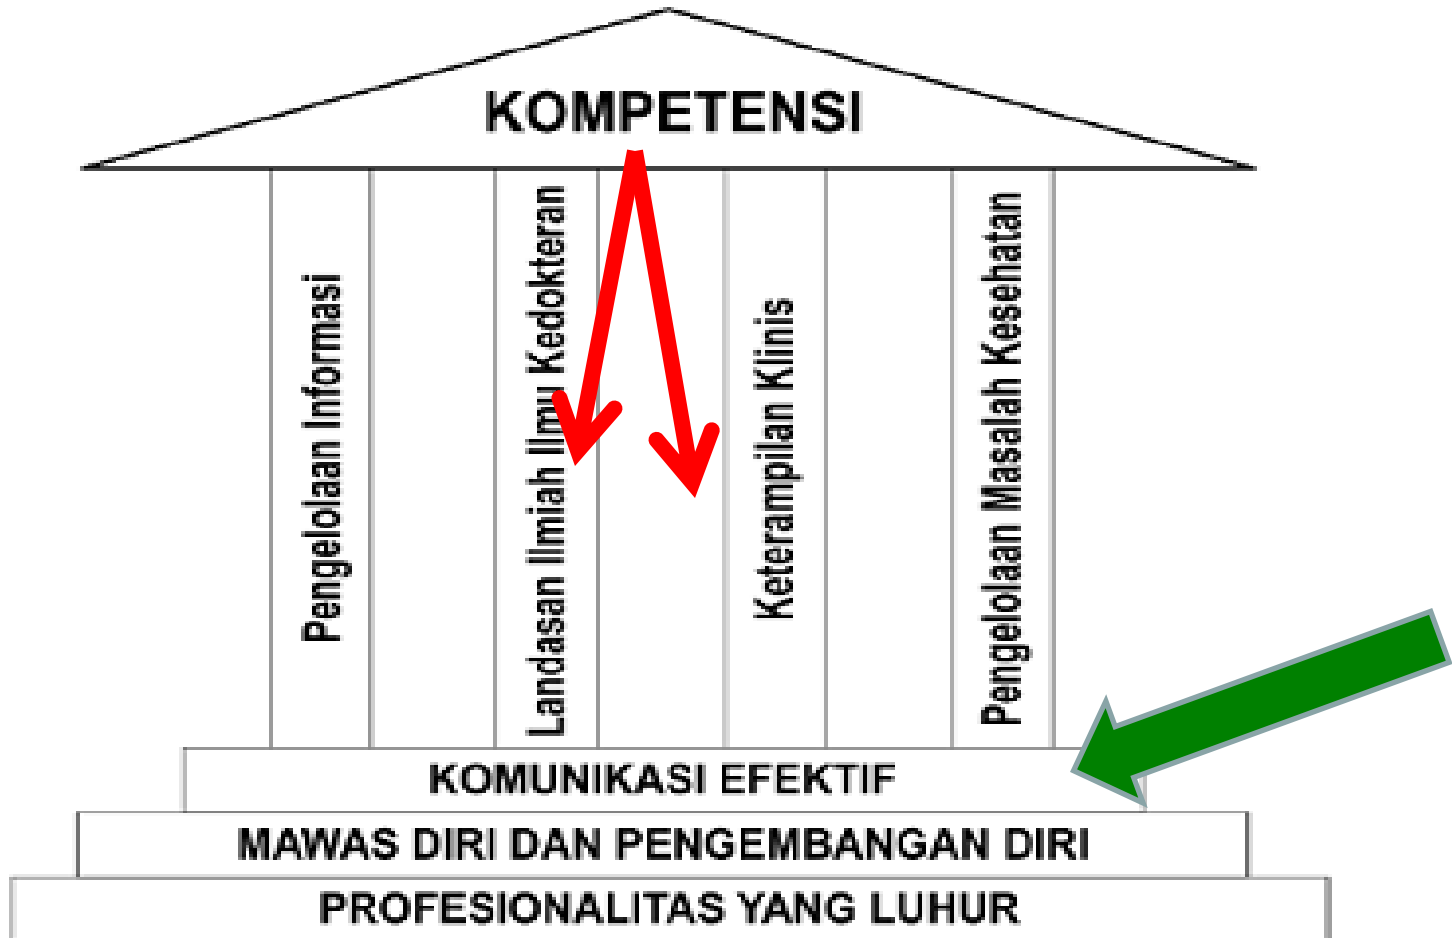 KOMPETENSI
Pengelolaan Informasi
Landasan Ilmiah Ilmu Kedokteran
Keterampilan Klinis
Pengelolaan Masalah Kesehatan
KOMUNIKASI EFEKTIF
MAWAS DIRI DAN PENGEMBANGAN DIRI
PROFESIONALITAS YANG LUHUR